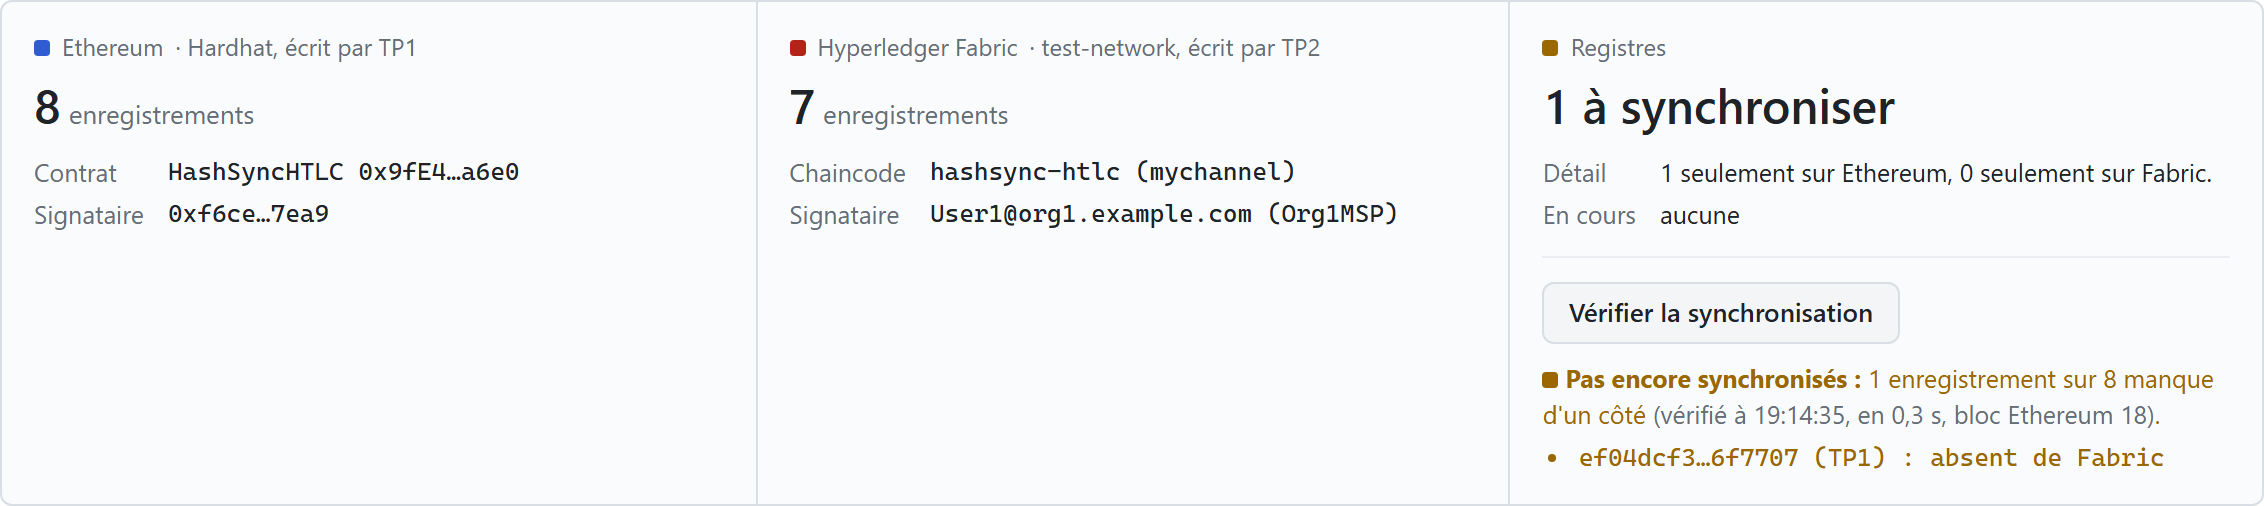 Ethereum · Hardhat, écrit par TP1
8 enregistrements
Contrat HashSyncHTLC 0x9fE4…a6e0
Signataire 0xf6ce…7ea9
Hyperledger Fabric · test-network, écrit par TP2
7 enregistrements
Chaincode hashsync-htlc (mychannel)
Signataire User1@org1.example.com (Org1MSP)
Registres
1 à synchroniser
Détail 1 seulement sur Ethereum, 0 seulement sur Fabric.
En cours aucune
Vérifier la synchronisation
Pas encore synchronisés : 1 enregistrement sur 8 manque
d'un côté (vérifié à 19:14:35, en 0,3 s, bloc Ethereum 18).
• ef04dcf3…6f7707 (TP1) : absent de Fabric